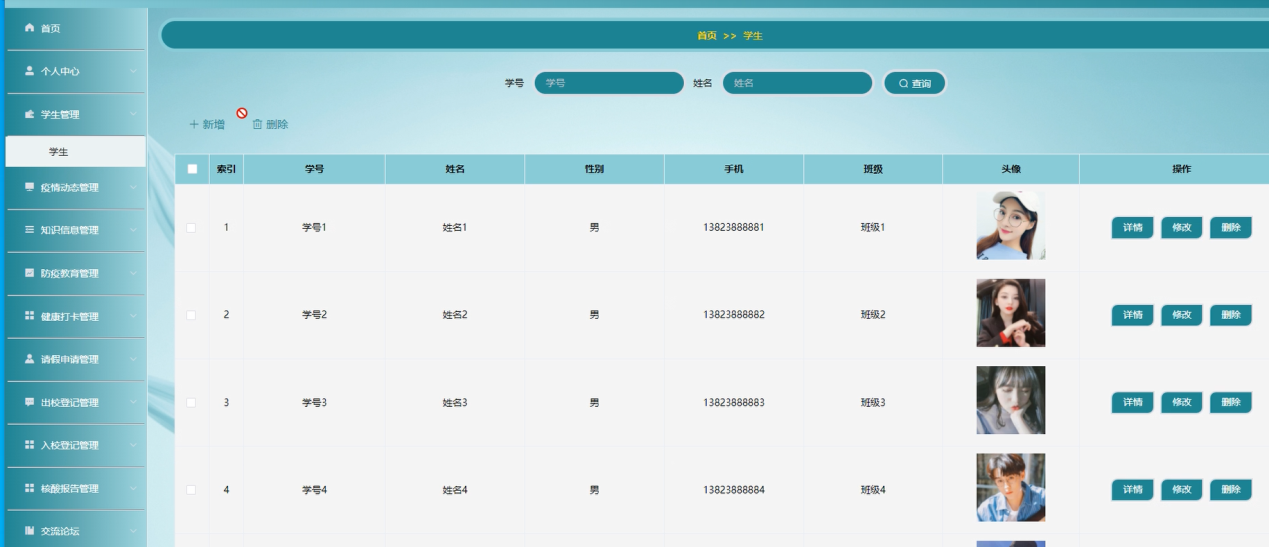 首页 >> 学生
首页
个人中心
学生管理
学生
疫情动态管理
知识信息管理
防疫教育管理
健康打卡管理
请假申请管理
出校登记管理
入校登记管理
核酸报告管理
交流论坛
学号 学号 姓名 姓名 查询
新增 删除
索引 学号 姓名 性别 手机 班级 头像 操作
1 学号1 姓名1 男 13823888881 班级1 详情 修改 删除
2 学号2 姓名2 男 13823888882 班级2 详情 修改 删除
3 学号3 姓名3 男 13823888883 班级3 详情 修改 删除
4 学号4 姓名4 男 13823888884 班级4 详情 修改 删除